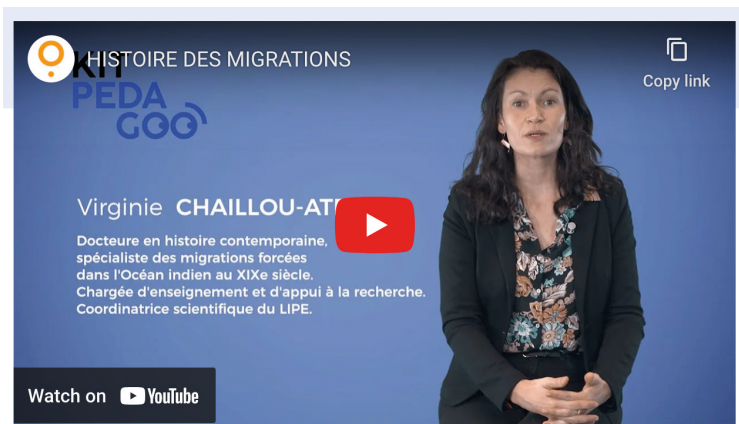 HISTOIRE DES MIGRATIONS
KIT
PEDA
GOO
Copy link
Virginie CHAILLOU-AT
Docteure en histoire contemporaine,
spécialiste des migrations forcées
dans l'Océan indien au XIXe siècle.
Chargée d'enseignement et d'appui à la recherche.
Coordinatrice scientifique du LIPE.
Watch on YouTube